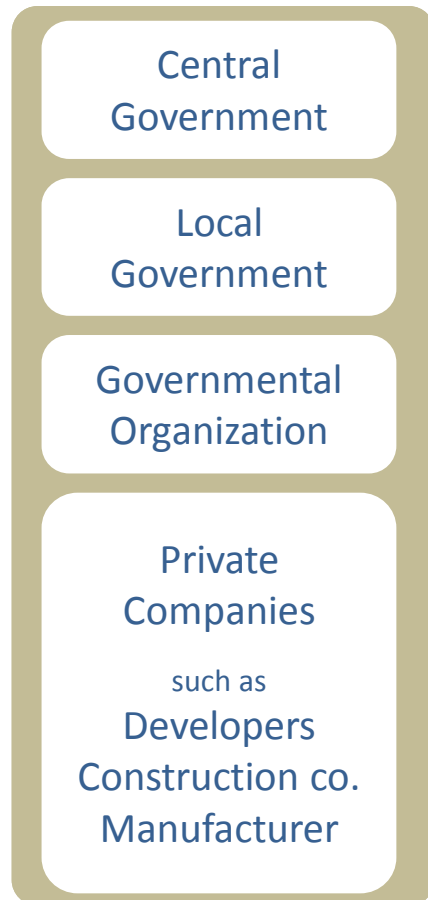 Central
Government
Local
Government
Governmental
Organization
Private
Companies
such as
Developers
Construction co.
Manufacturer